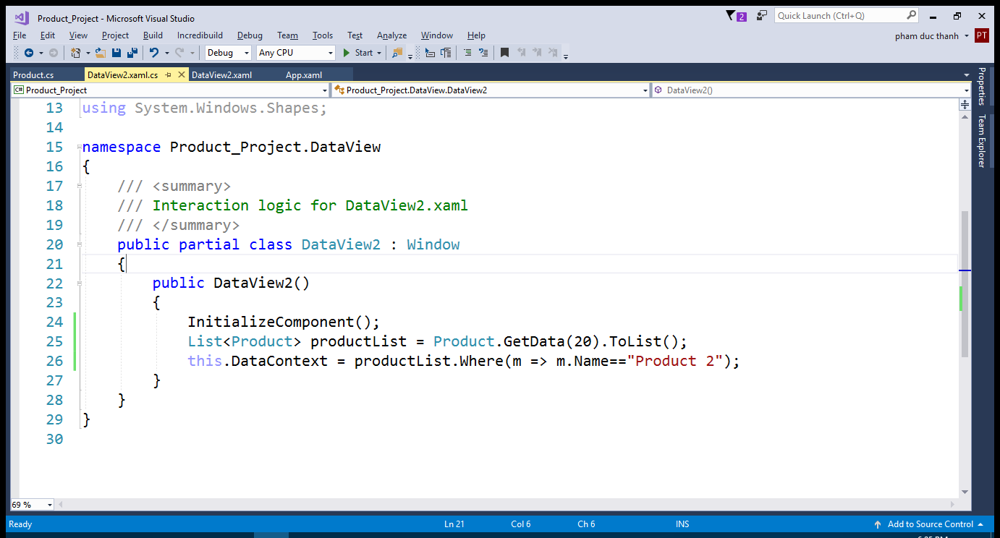 Product_Project - Microsoft Visual Studio
2
Quick Launch (Ctrl+Q)
File Edit View Project Build Incredibuild Debug Team Tools Test Analyze Window Help
pham duc thanh PT
Debug Any CPU Start
Product.cs DataView2.xaml.cs DataView2.xaml App.xaml
C# Product_Project Product_Project.DataView.DataView2 DataView2()
Properties
Team Explorer
13 using System.Windows.Shapes;
14
15 namespace Product_Project.DataView
16 {
17 /// <summary>
18 /// Interaction logic for DataView2.xaml
19 /// </summary>
20 public partial class DataView2 : Window
21 {
22 public DataView2()
23 {
24 InitializeComponent();
25 List<Product> productList = Product.GetData(20).ToList();
26 this.DataContext = productList.Where(m => m.Name=="Product 2");
27 }
28 }
29 }
30
69 %
Ready Ln 21 Col 6 Ch 6 INS Add to Source Control